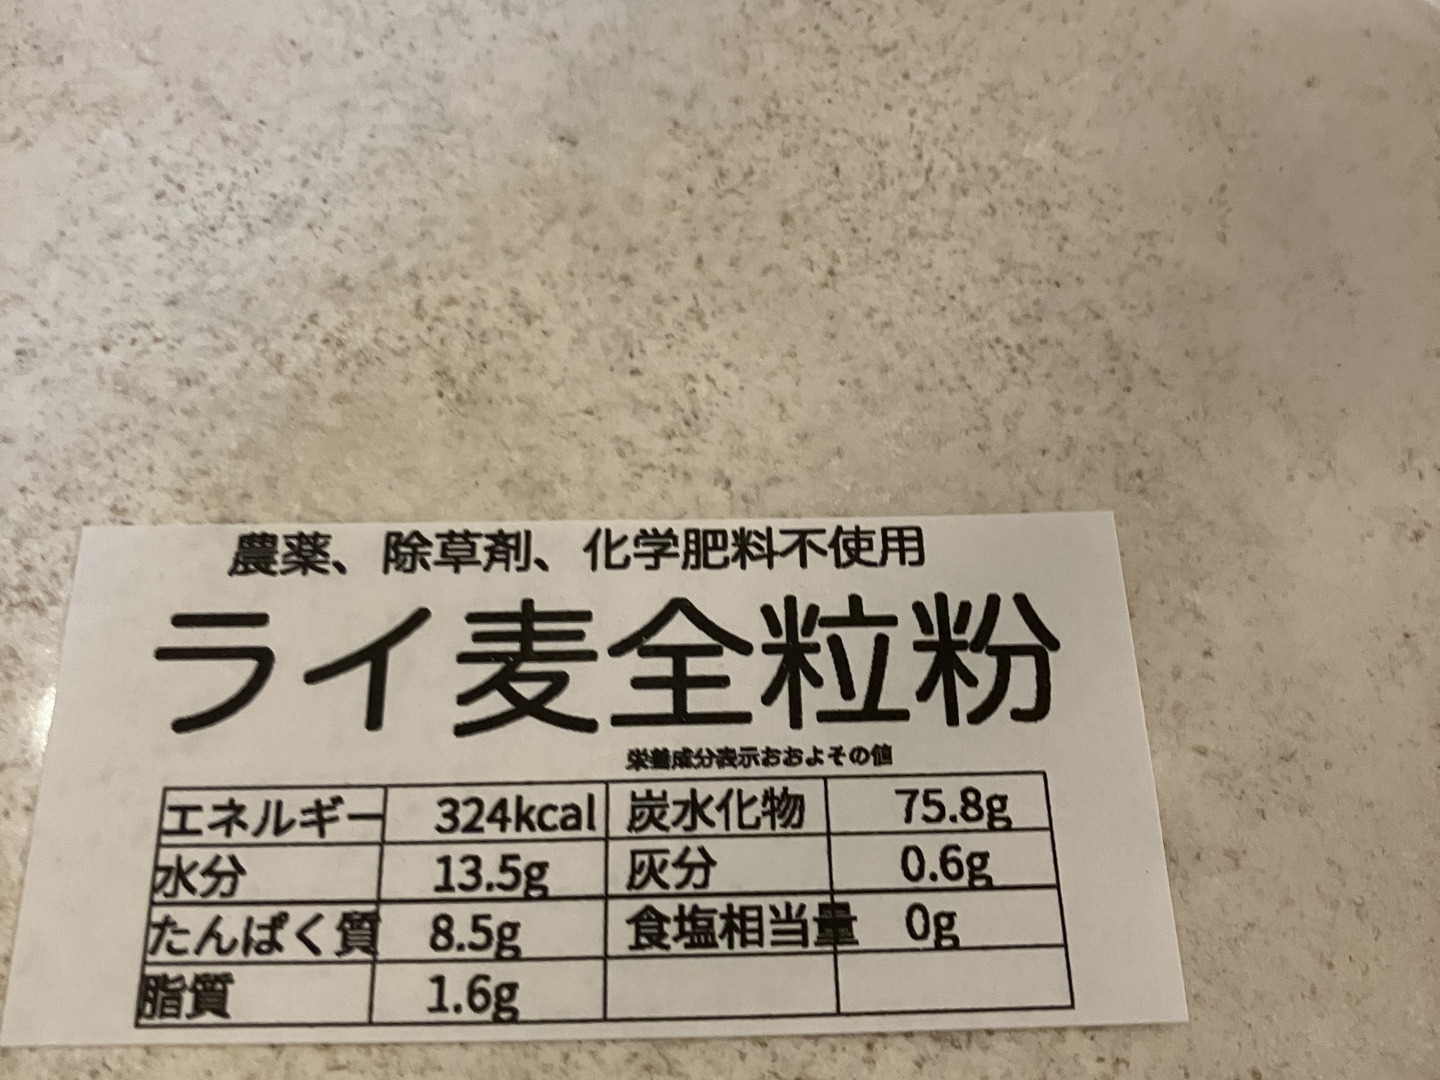 農薬、除草剤、化学肥料不使用
ライ麦全粒粉
栄養成分表示おおよその値
エネルギー 324kcal 炭水化物 75.8g
水分 13.5g 灰分 0.6g
たんぱく質 8.5g 食塩相当量 0g
脂質 1.6g